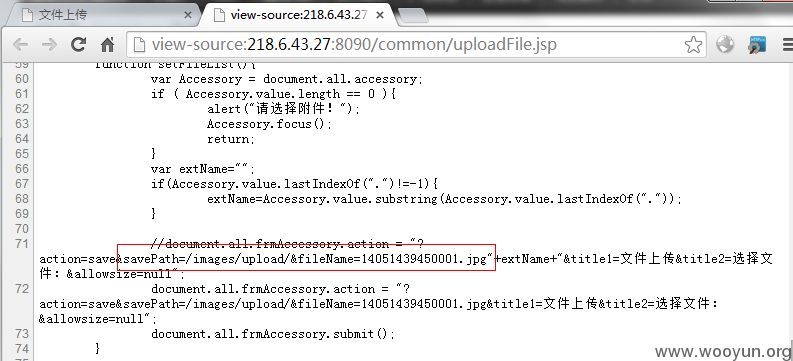 文件上传
view-source:218.6.43.27
view-source:218.6.43.27:8090/common/uploadFile.jsp
59 function setFileList(){
60 var Accessory = document.all.accessory;
61 if ( Accessory.value.length == 0 ){
62 alert("请选择附件！");
63 Accessory.focus();
64 return;
65 }
66 var extName="";
67 if(Accessory.value.lastIndexOf(".")!=-1){
68 extName=Accessory.value.substring(Accessory.value.lastIndexOf("."));
69 }
70
71 //document.all.frmAccessory.action = "?
action=save&savePath=/images/upload/&fileName=14051439450001.jpg"+extName+"&title1=文件上传&title2=选择文
件：&allowsize=null";
72 document.all.frmAccessory.action = "?
action=save&savePath=/images/upload/&fileName=14051439450001.jpg&title1=文件上传&title2=选择文件：
&allowsize=null";
73 document.all.frmAccessory.submit();
74 }
www.wooyun.org